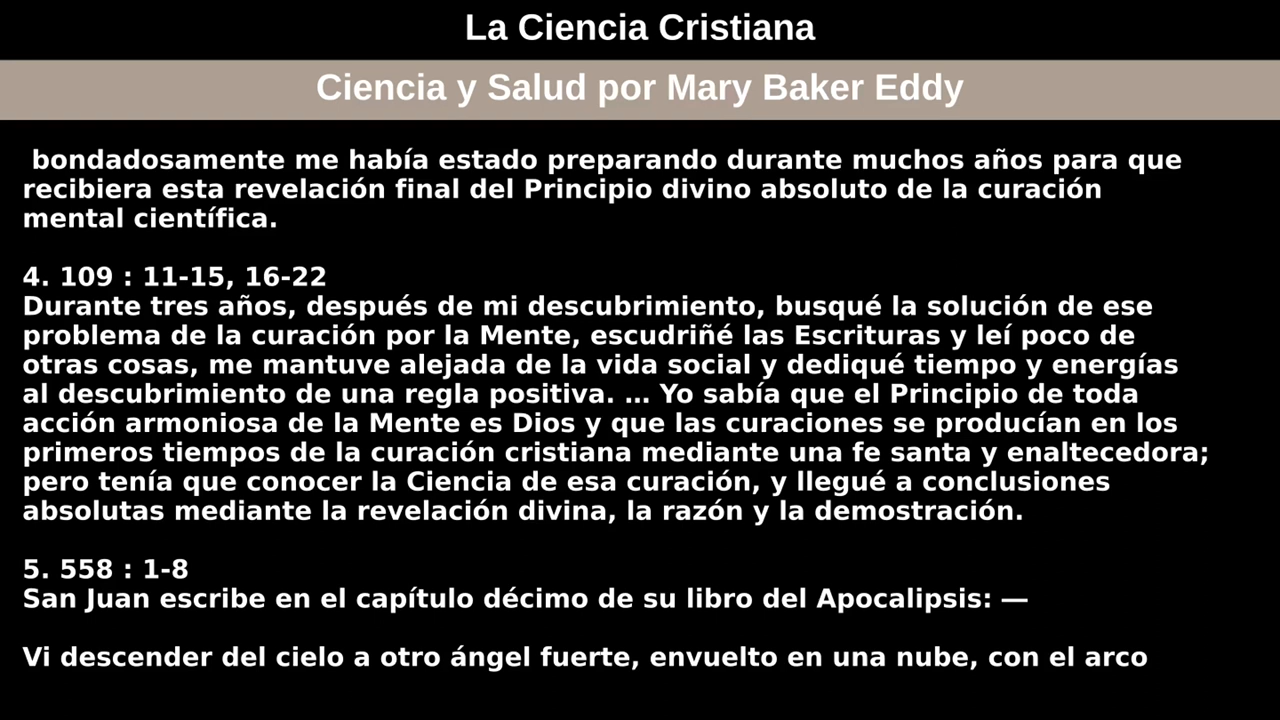 La Ciencia Cristiana
Ciencia y Salud por Mary Baker Eddy
bondadosamente me había estado preparando durante muchos años para que
recibiera esta revelación final del Principio divino absoluto de la curación
mental científica.
4. 109 : 11-15, 16-22
Durante tres años, después de mi descubrimiento, busqué la solución de ese
problema de la curación por la Mente, escudriñé las Escrituras y leí poco de
otras cosas, me mantuve alejada de la vida social y dediqué tiempo y energías
al descubrimiento de una regla positiva. … Yo sabía que el Principio de toda
acción armoniosa de la Mente es Dios y que las curaciones se producían en los
primeros tiempos de la curación cristiana mediante una fe santa y enaltecedora;
pero tenía que conocer la Ciencia de esa curación, y llegué a conclusiones
absolutas mediante la revelación divina, la razón y la demostración.
5. 558 : 1-8
San Juan escribe en el capítulo décimo de su libro del Apocalipsis: —
Vi descender del cielo a otro ángel fuerte, envuelto en una nube, con el arco